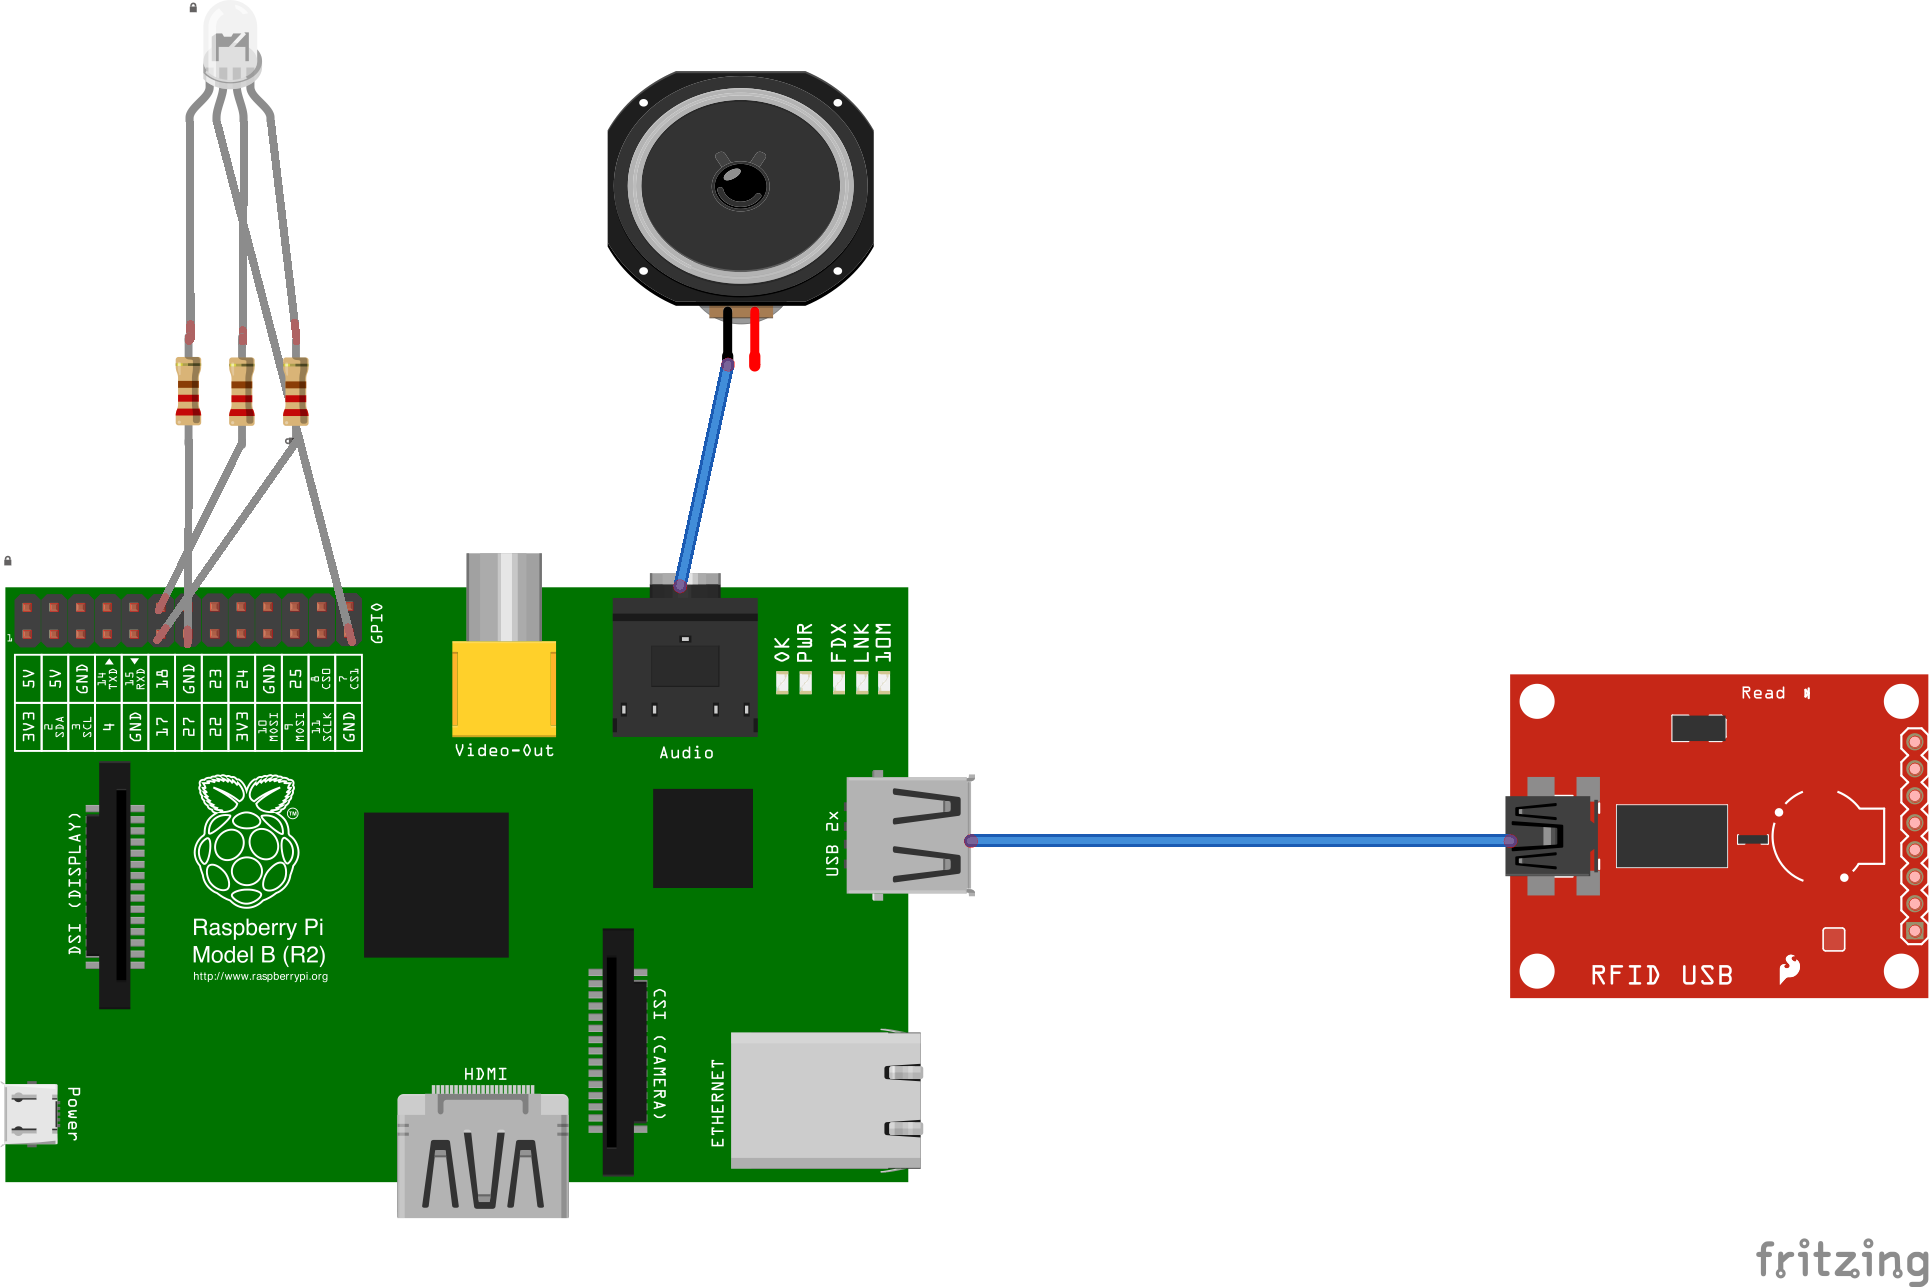 GPIO
1
5V 5V GND 14 TXD 15 RXD 18 GND 23 24 GND 25 8 CS0 7 CS1
3V3 2 SDA 3 SCL 4 GND 17 27 22 3V3 10 MOSI 9 MOSI 11 SCLK GND
OK PWR FDX LNK 10M
Video-Out
Audio
Read
USB 2x
DSI (DISPLAY)
TM
Raspberry Pi
Model B (R2)
http://www.raspberrypi.org
RFID USB
CSI (CAMERA)
HDMI
ETHERNET
Power
fritzing